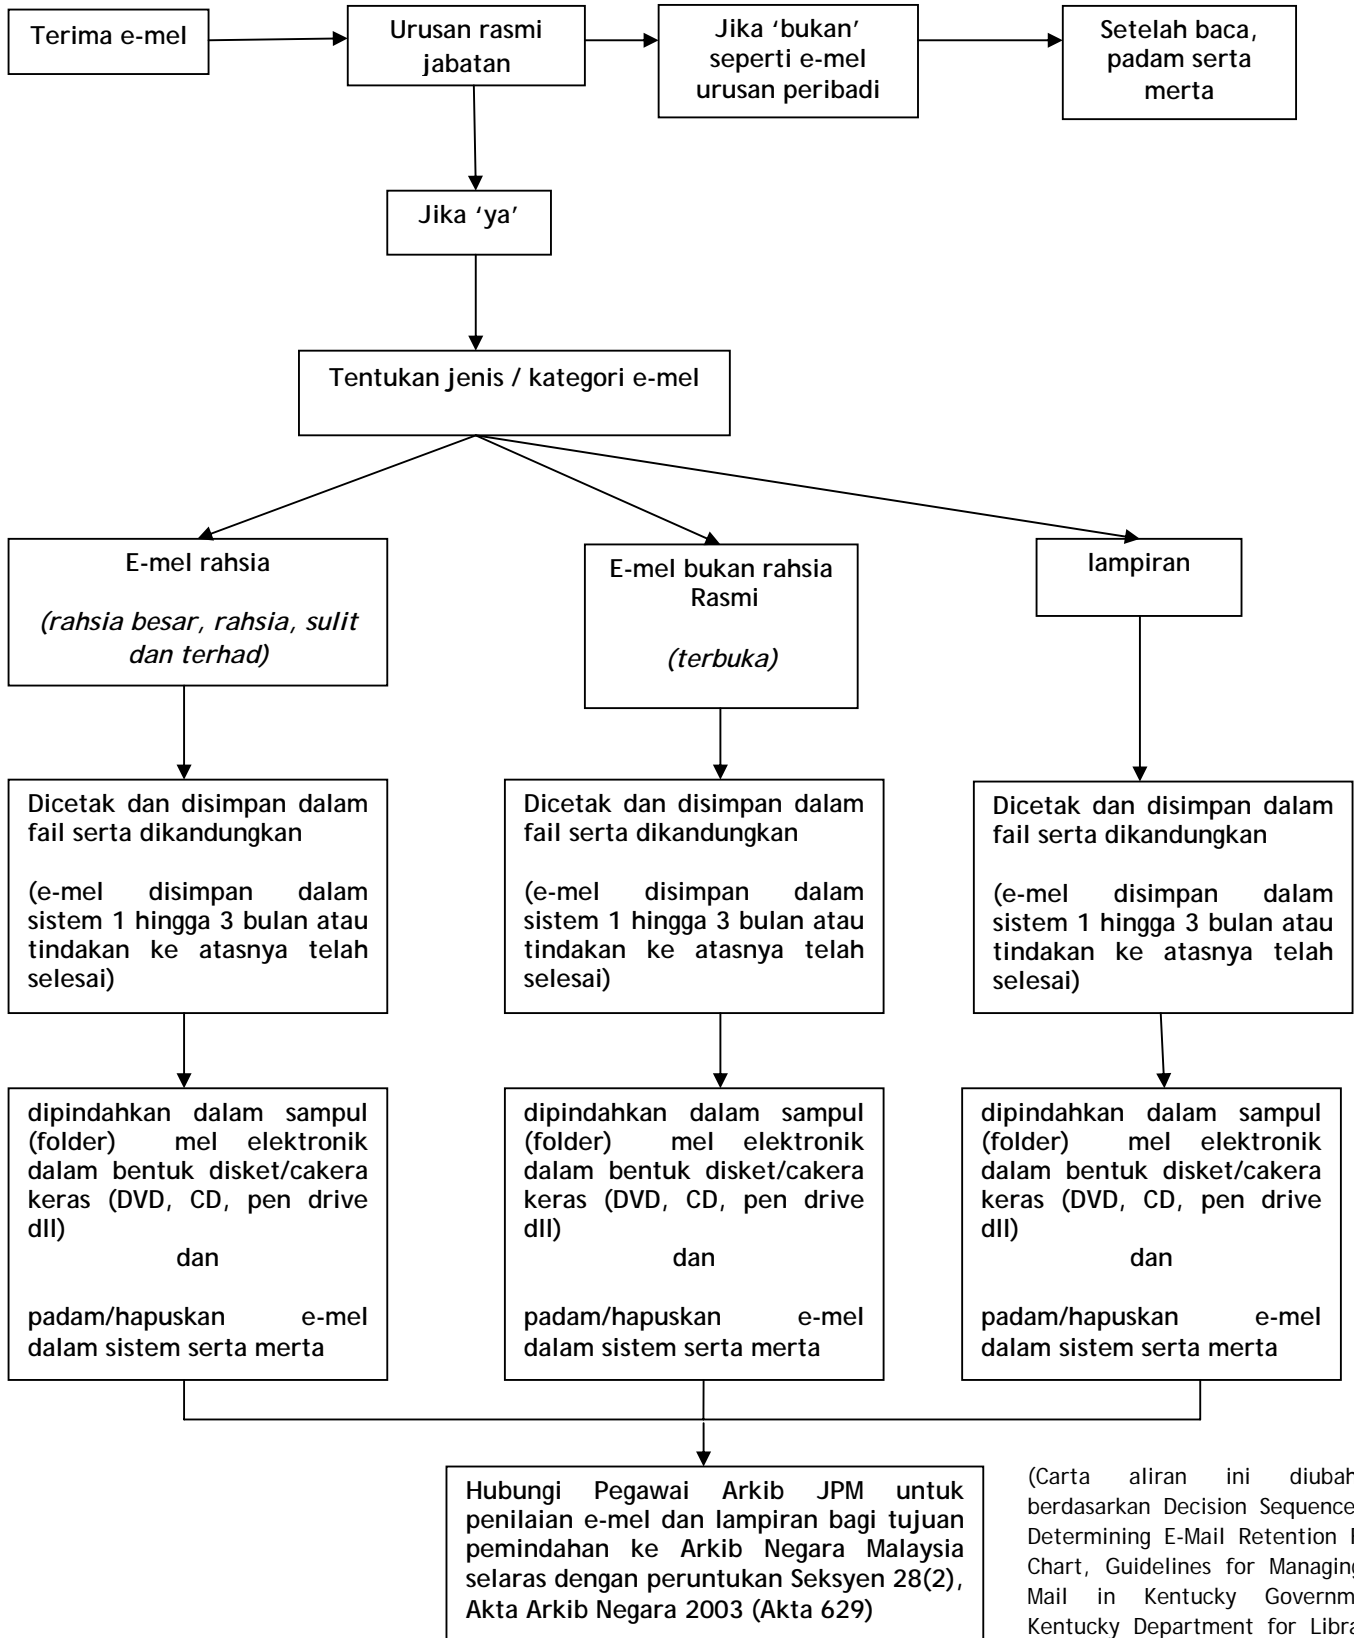 Terima e-mel
Urusan rasmi
jabatan
Jika ‘bukan’
seperti e-mel
urusan peribadi
Setelah baca,
padam serta
merta
Jika ‘ya’
Tentukan jenis / kategori e-mel
E-mel rahsia
(rahsia besar, rahsia, sulit
dan terhad)
E-mel bukan rahsia
Rasmi
(terbuka)
lampiran
Dicetak dan disimpan dalam
fail serta dikandungkan
(e-mel disimpan dalam
sistem 1 hingga 3 bulan atau
tindakan ke atasnya telah
selesai)
Dicetak dan disimpan dalam
fail serta dikandungkan
(e-mel disimpan dalam
sistem 1 hingga 3 bulan atau
tindakan ke atasnya telah
selesai)
Dicetak dan disimpan dalam
fail serta dikandungkan
(e-mel disimpan dalam
sistem 1 hingga 3 bulan atau
tindakan ke atasnya telah
selesai)
dipindahkan dalam sampul
(folder) mel elektronik
dalam bentuk disket/cakera
keras (DVD, CD, pen drive
dll)
dan
padam/hapuskan e-mel
dalam sistem serta merta
dipindahkan dalam sampul
(folder) mel elektronik
dalam bentuk disket/cakera
keras (DVD, CD, pen drive
dll)
dan
padam/hapuskan e-mel
dalam sistem serta merta
dipindahkan dalam sampul
(folder) mel elektronik
dalam bentuk disket/cakera
keras (DVD, CD, pen drive
dll)
dan
padam/hapuskan e-mel
dalam sistem serta merta
Hubungi Pegawai Arkib JPM untuk
penilaian e-mel dan lampiran bagi tujuan
pemindahan ke Arkib Negara Malaysia
selaras dengan peruntukan Seksyen 28(2),
Akta Arkib Negara 2003 (Akta 629)
(Carta aliran ini diubah
berdasarkan Decision Sequence
Determining E-Mail Retention
Chart, Guidelines for Managing
Mail in Kentucky
Kentucky Department for